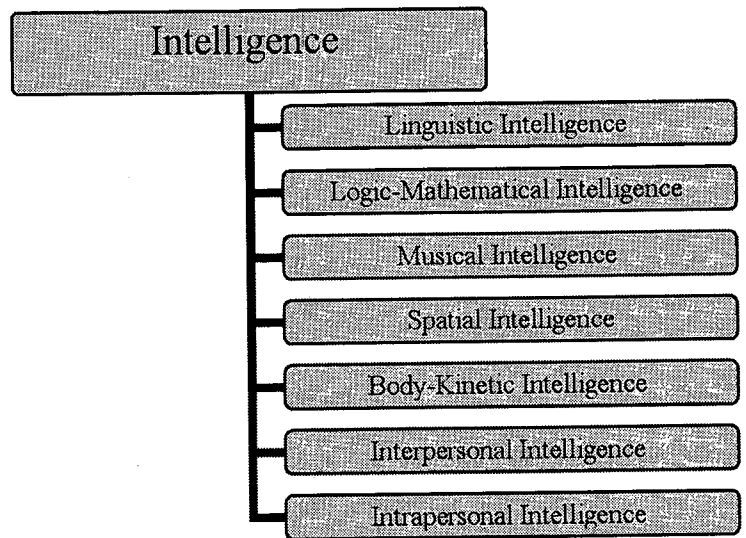 Intelligence
Linguistic Intelligence
Logic-Mathematical Intelligence
Musical Intelligence
Spatial Intelligence
Body-Kinetic Intelligence
Interpersonal Intelligence
Intrapersonal Intelligence